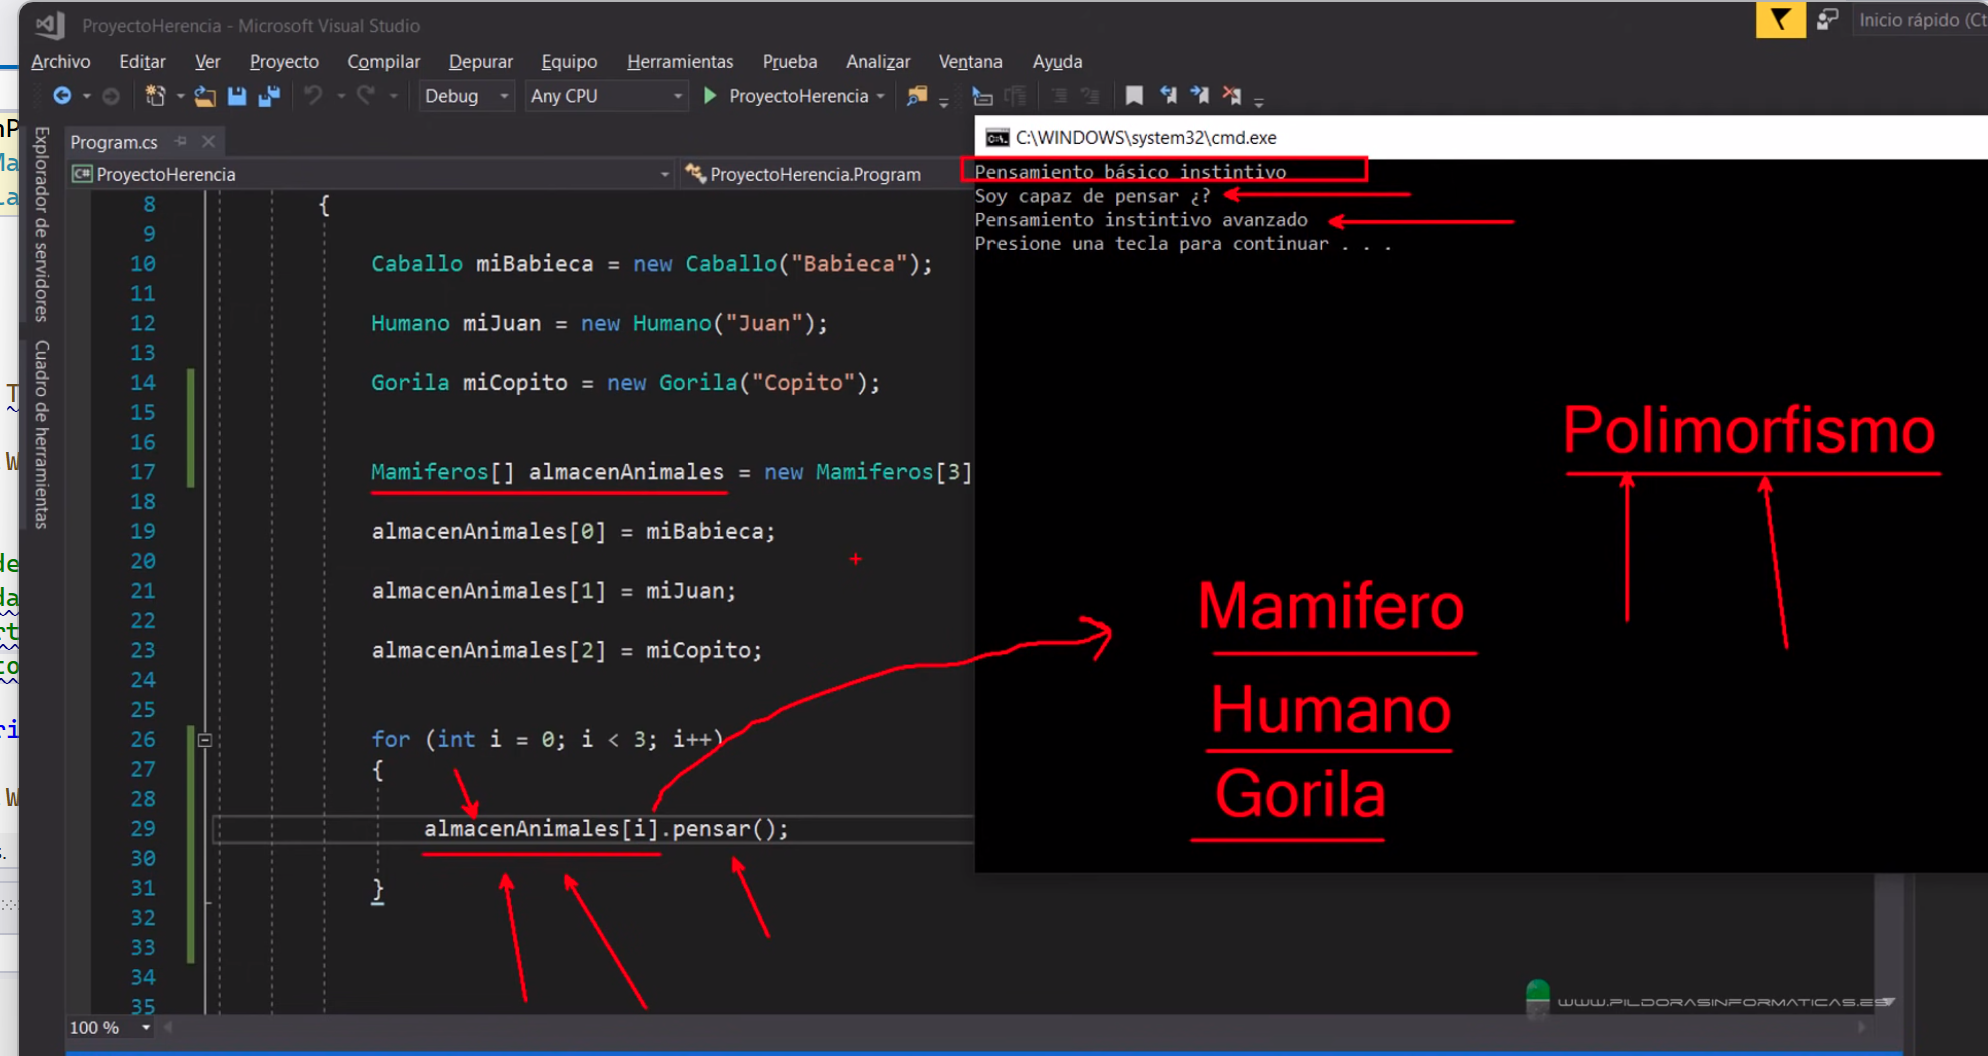 ProyectoHerencia - Microsoft Visual Studio
Inicio rápido (Ct
Archivo Editar Ver Proyecto Compilar Depurar Equipo Herramientas Prueba Analizar Ventana Ayuda
Debug Any CPU ProyectoHerencia
Explorador de servidores
Cuadro de herramientas
Program.cs
ProyectoHerencia
ProyectoHerencia.Program
8 {
9
10 Caballo miBabieca = new Caballo("Babieca");
11
12 Humano miJuan = new Humano("Juan");
13
14 Gorila miCopito = new Gorila("Copito");
15
16
17 Mamiferos[] almacenAnimales = new Mamiferos[3]
18
19 almacenAnimales[0] = miBabieca;
20
21 almacenAnimales[1] = miJuan;
22
23 almacenAnimales[2] = miCopito;
24
25
26 for (int i = 0; i < 3; i++)
27 {
28
29 almacenAnimales[i].pensar();
30
31 }
32
33
34
35
100 %
C:\WINDOWS\system32\cmd.exe
Pensamiento básico instintivo
Soy capaz de pensar ¿?
Pensamiento instintivo avanzado
Presione una tecla para continuar . . .
Polimorfismo
Mamifero
Humano
Gorila
WWW.PILDORASINFORMATICAS.ES